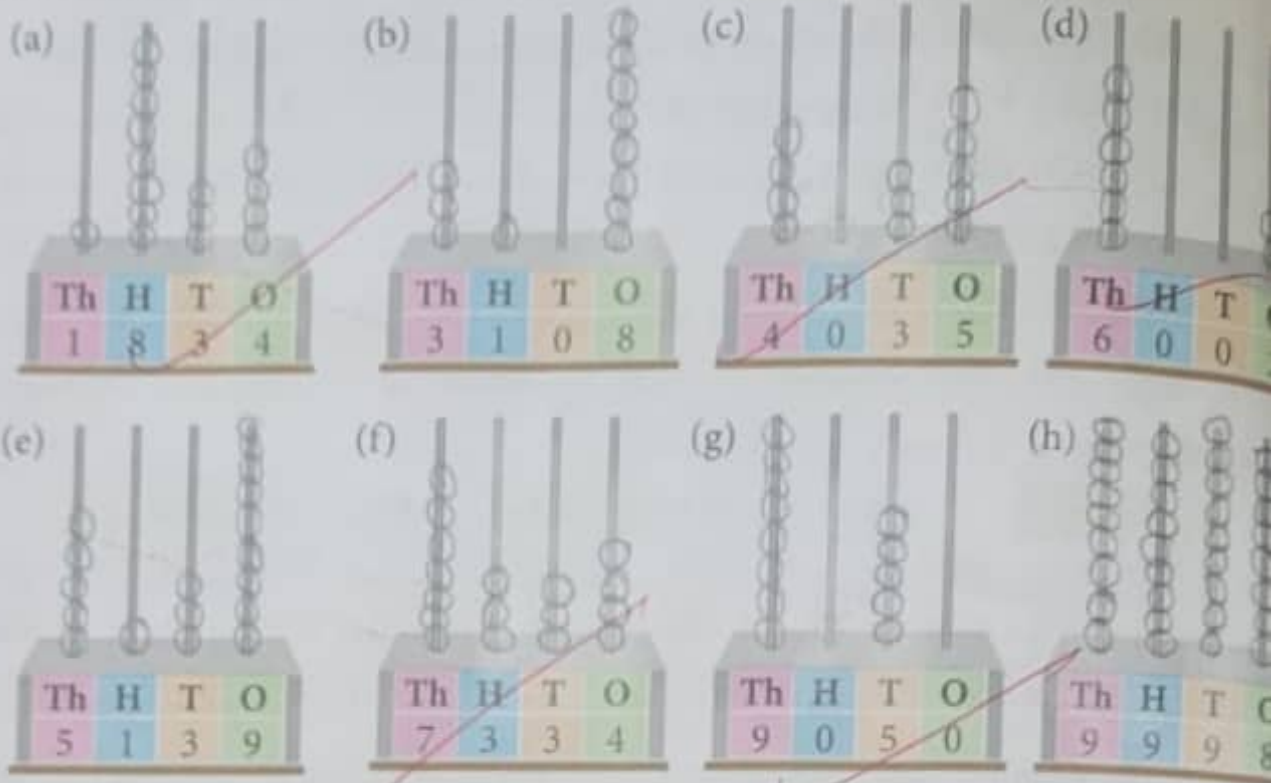 (a) (b) (c) (d)
Th H T O Th H T O Th H T O Th H T
1 8 3 4 3 1 0 8 4 0 3 5 6 0 0
(e) (f) (g) (h)
Th H T O Th H T O Th H T O Th H T O
5 1 3 9 7 3 3 4 9 0 5 0 9 9 9 8